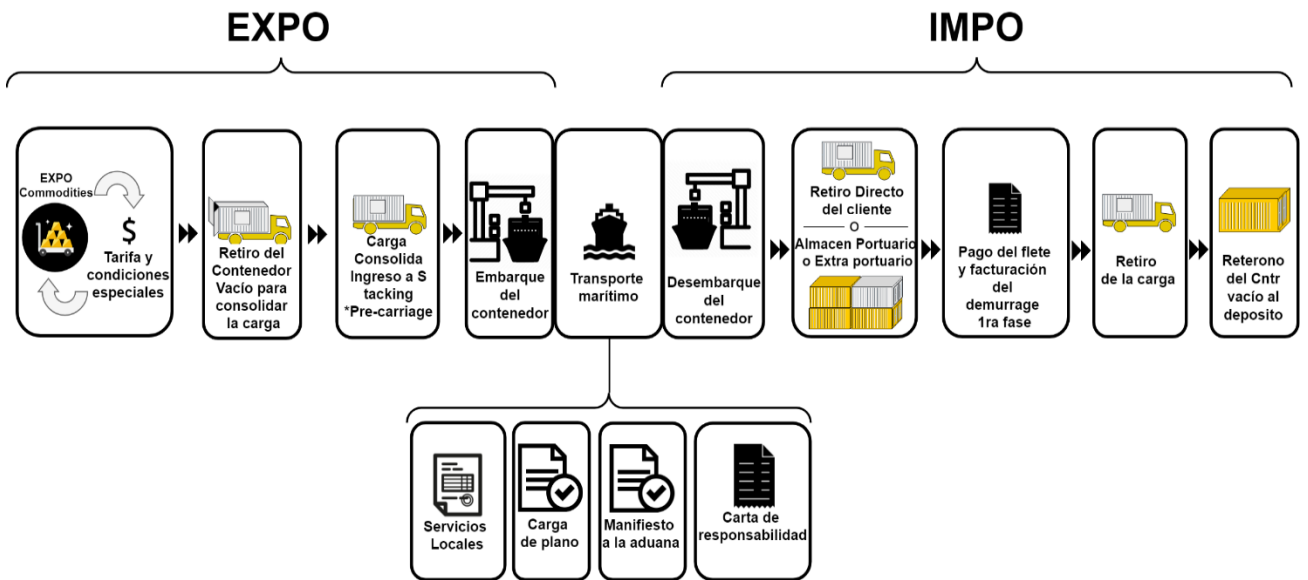 EXPO
IMPO
EXPO
Commodities
$
Tarifa y
condiciones
especiales
Retiro del
Contenedor
Vacío para
consolidar
la carga
Carga
Consolida
Ingreso a S
tacking
*Pre-carriage
Embarque
del
contenedor
Transporte
marítimo
Desembarque
del
contenedor
Retiro Directo
del cliente
O
Almacen Portuario
o Extra portuario
Pago del flete
y facturación
del
demurrage
1ra fase
Retiro
de la carga
Reterono
del Cntr
vacío al
deposito
Servicios
Locales
Carga
de plano
Manifiesto
a la aduana
Carta de
responsabilidad